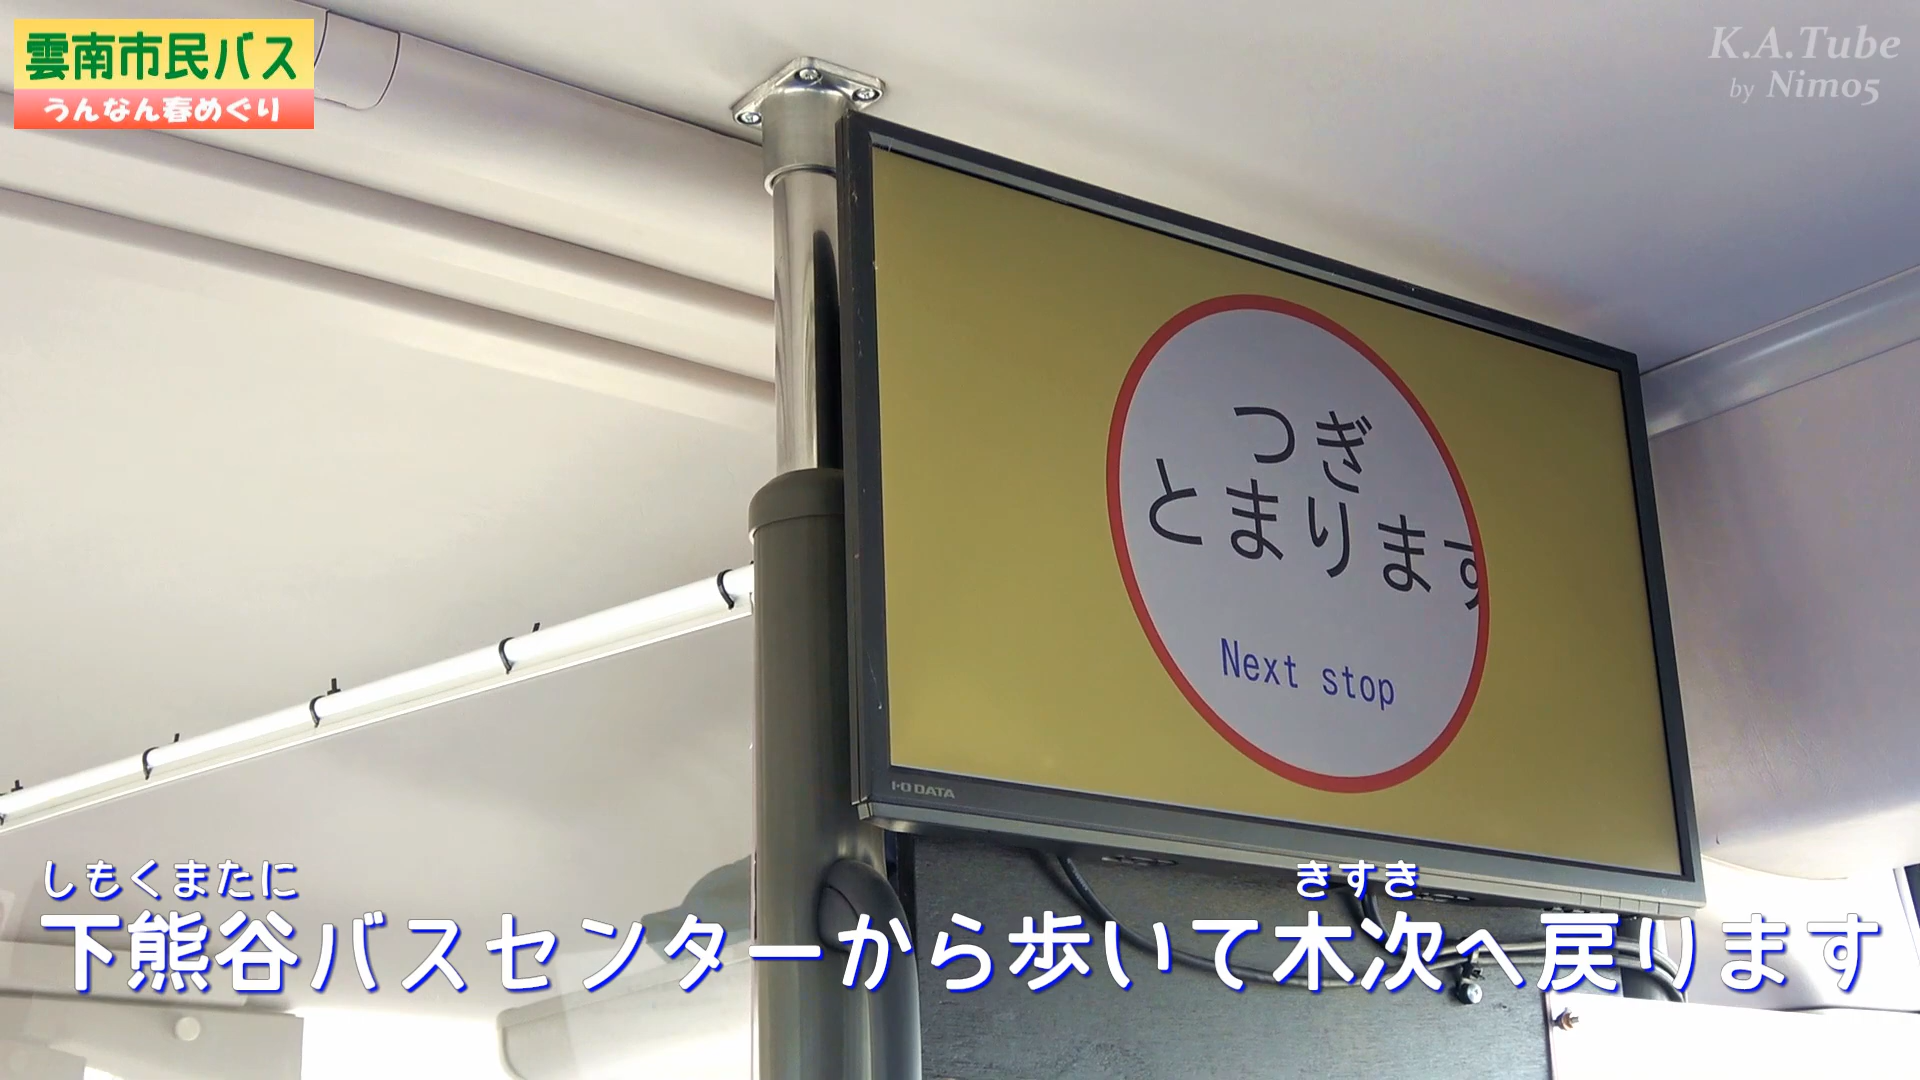 雲南市民バス
うんなん春めぐり
K.A.Tube
by Nimo5
つぎ
とまります
Next stop
I-O DATA
しもくまたに きすき
下熊谷バスセンターから歩いて木次へ戻ります